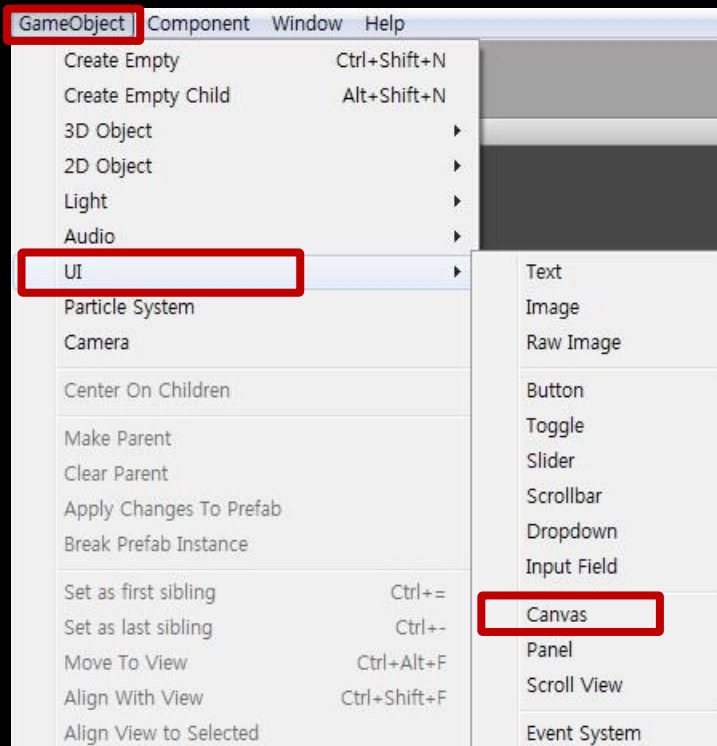 GameObject Component Window Help
Create Empty Ctrl+Shift+N
Create Empty Child Alt+Shift+N
3D Object
2D Object
Light
Audio
UI
Particle System
Camera
Center On Children
Make Parent
Clear Parent
Apply Changes To Prefab
Break Prefab Instance
Set as first sibling Ctrl+=
Set as last sibling Ctrl+-
Move To View Ctrl+Alt+F
Align With View Ctrl+Shift+F
Align View to Selected
Text
Image
Raw Image
Button
Toggle
Slider
Scrollbar
Dropdown
Input Field
Canvas
Panel
Scroll View
Event System